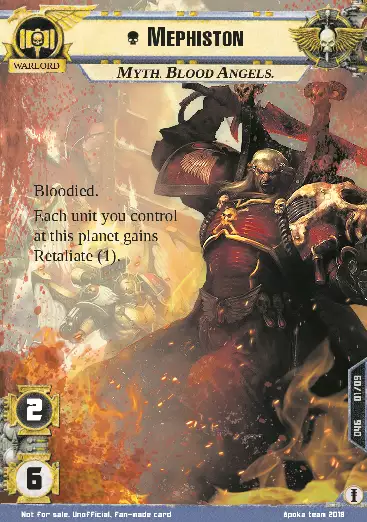 Mephiston
WARLORD
Myth. Blood Angels.
Bloodied.
Each unit you control
at this planet gains
Retaliate (1).
2
6
046 01/09
Not for sale. Unofficial. Fan-made card
Apoka team 2018